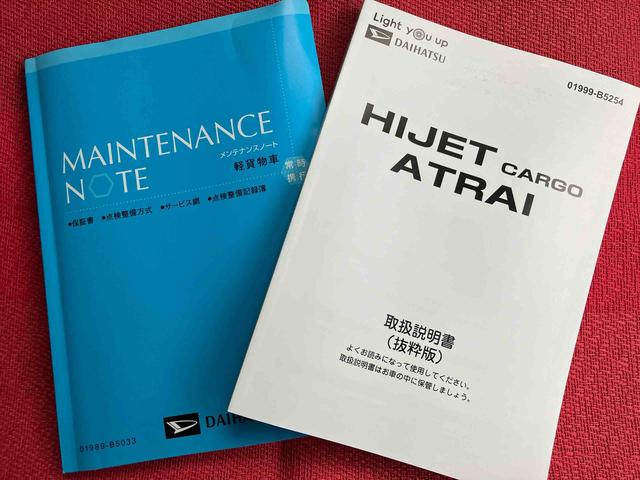 MAINTENANCE
NOTE
メンテナンスノート
軽貨物車
常時
携行
●保証書 ●点検整備方式 ●サービス網 ●点検整備記録簿
01989-B5033
Light you up
DAIHATSU
01999-B5254
HIJET CARGO
ATRAI
取扱説明書
(抜粋版)
よくお読みになって使用してください。
取扱説明書はお車の中に保管しましょう。